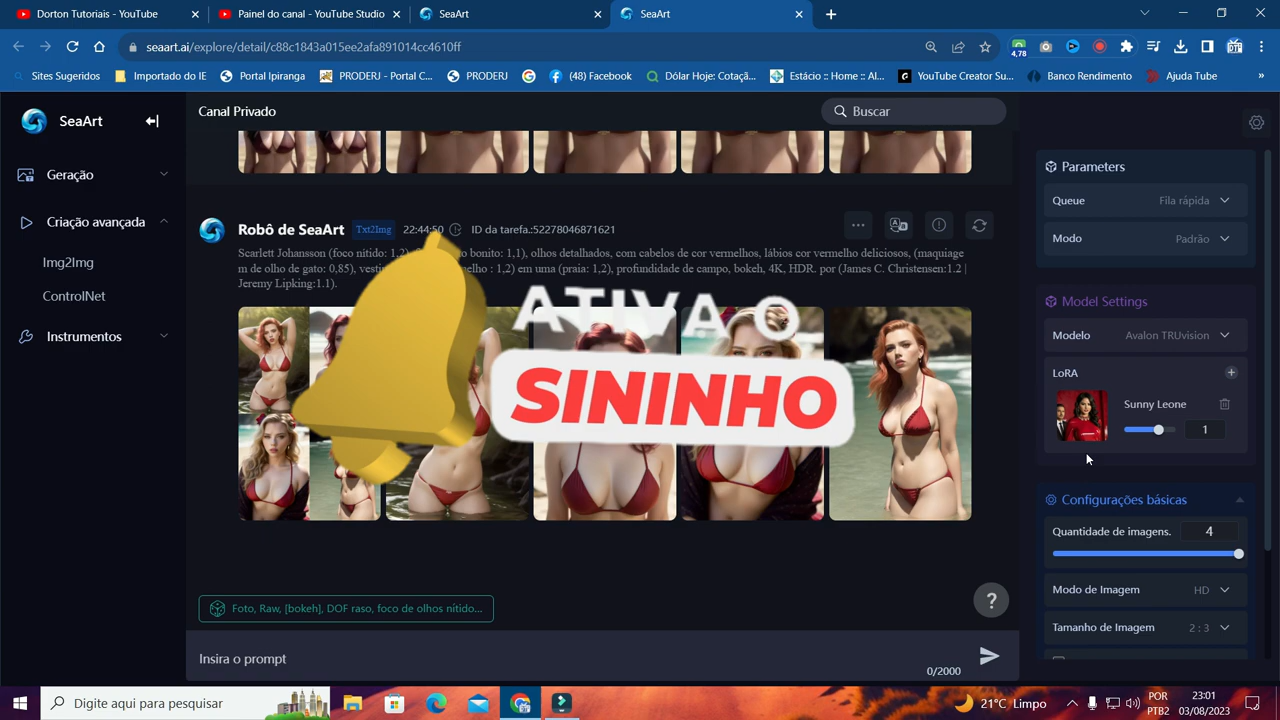 Dorton Tutoriais - YouTube
Painel do canal - YouTube Studio
SeaArt
SeaArt
seaart.ai/explore/detail/c88c1843a015ee2afa891014cc4610ff
4,78
Sites Sugeridos
Importado do IE
Portal Ipiranga
PRODERJ - Portal C...
PRODERJ
(48) Facebook
Dólar Hoje: Cotaçã...
Estácio :: Home :: Al...
YouTube Creator Su...
Banco Rendimento
Ajuda Tube
»
SeaArt
Canal Privado
Buscar
Geração
Criação avançada
Img2Img
ControlNet
Instrumentos
Robô de SeaArt Txt2Img 22:44:50 ID da tarefa.:52278046871621
Scarlett Johansson (foco nítido: 1,2) to bonito: 1,1), olhos detalhados, com cabelos de cor vermelhos, lábios cor vermelho deliciosos, (maquiage
m de olho de gato: 0,85), vesti melho : 1,2) em uma (praia: 1,2), profundidade de campo, bokeh, 4K, HDR. por (James C. Christensen:1.2 |
Jeremy Lipking:1.1).
ATIVA O
SININHO
Foto, Raw, [bokeh], DOF raso, foco de olhos nítido...
?
Insira o prompt
0/2000
Parameters
Queue Fila rápida
Modo Padrão
Model Settings
Modelo Avalon TRUvision
LoRA
Sunny Leone
1
Configurações básicas
Quantidade de imagens. 4
Modo de Imagem HD
Tamanho de Imagem 2 : 3
Digite aqui para pesquisar
21°C Limpo
POR
PTB2
23:01
03/08/2023